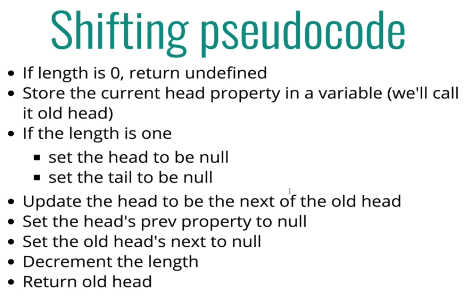 Shifting pseudocode
• If length is 0, return undefined
• Store the current head property in a variable (we'll call
it old head)
• If the length is one
▪ set the head to be null
▪ set the tail to be null
• Update the head to be the next of the old head
• Set the head's prev property to null
• Set the old head's next to null
• Decrement the length
• Return old head